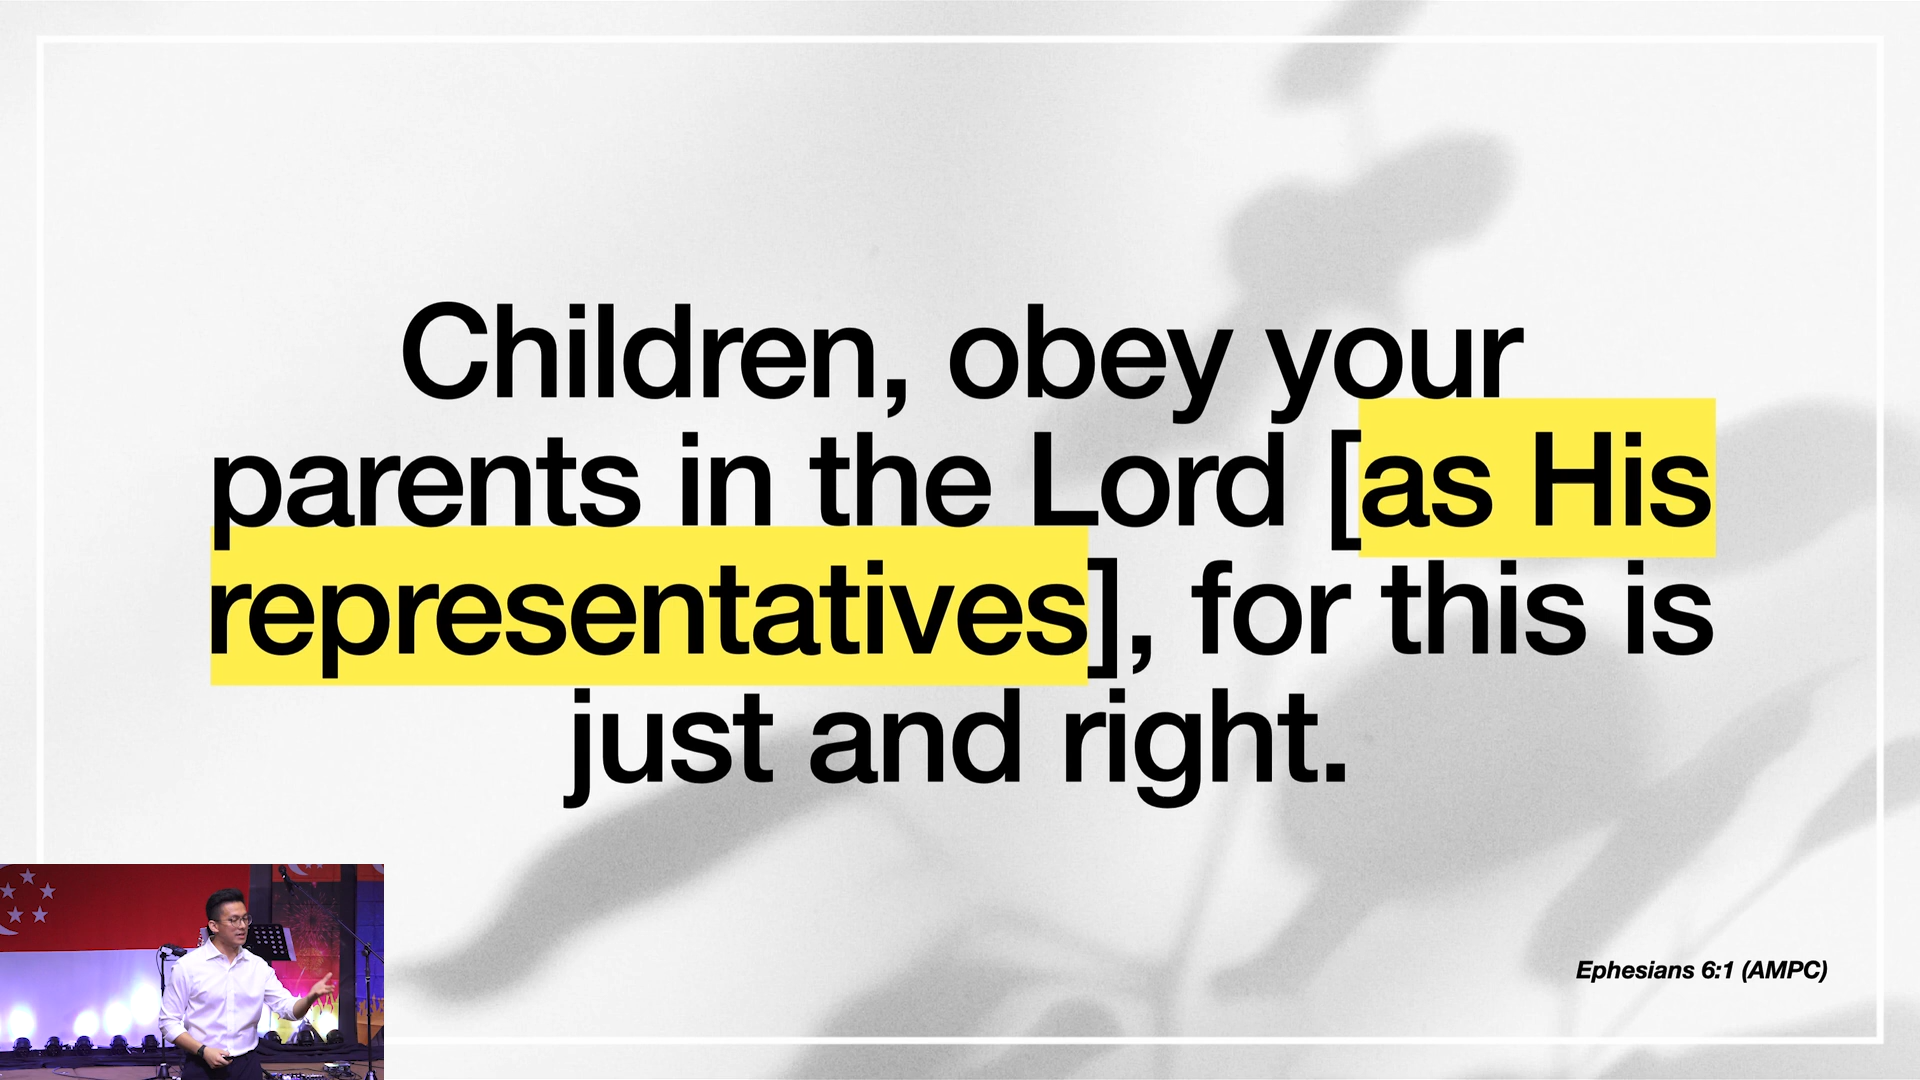 Children, obey your
parents in the Lord [as His
representatives], for this is
just and right.
Ephesians 6:1 (AMPC)